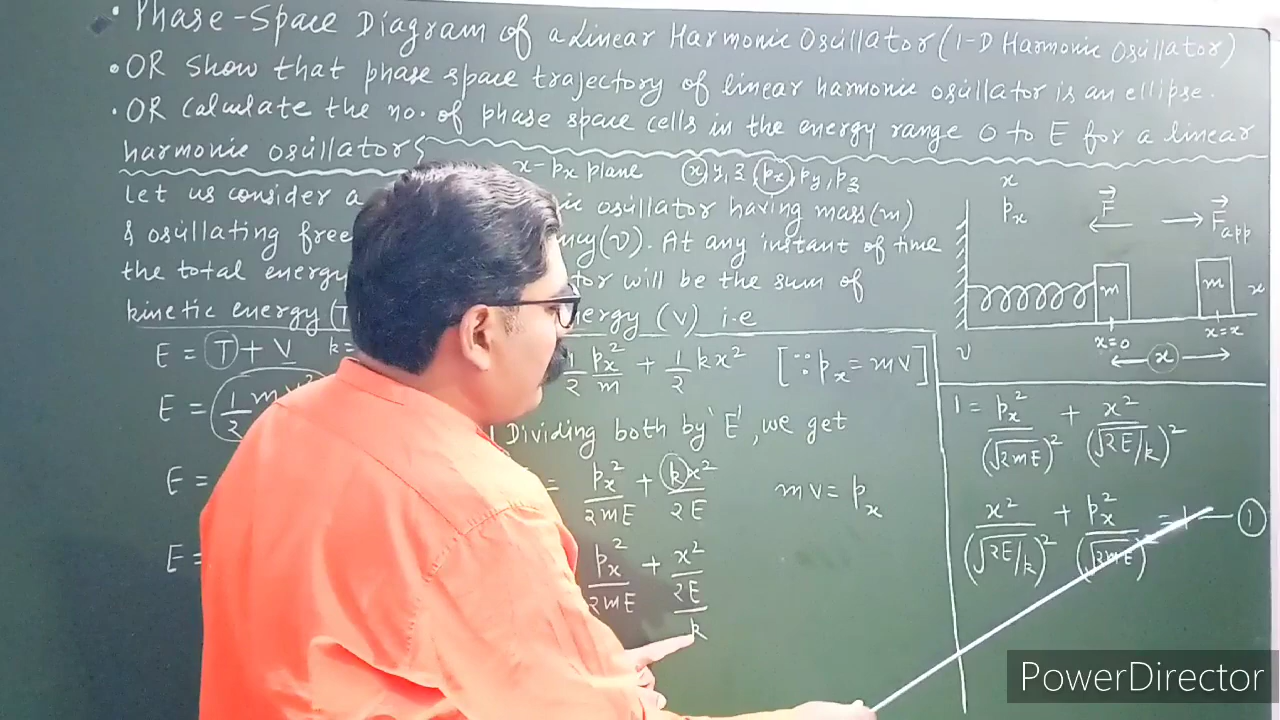 • Phase-Space Diagram of a Linear Harmonic Oscillator (1-D Harmonic Oscillator)
• OR Show that phase space trajectory of linear harmonic oscillator is an ellipse.
• OR Calculate the no. of phase space cells in the energy range 0 to E for a linear
harmonic oscillator
x-px plane x, y, z, px, py, pz
Let us consider a ic oscillator having mass(m)
& oscillating free ncy(ν). At any instant of time
the total energy tor will be the sum of
kinetic energy (T ergy (V) i.e
E = T + V k = 1/2 px²/m + 1/2 kx² [∵ px = mv]
E = 1/2 mv²
Dividing both by 'E', we get
E = = px²/2mE + kx²/2E mv = px
E = px²/2mE + x²/2E/k
x
px
F
Fapp
m m x
x=0 x=x
ν x
1 = px²/(√2mE)² + x²/(√2E/k)²
x²/(√2E/k)² + px²/(√2mE)² = 1 — ①
PowerDirector